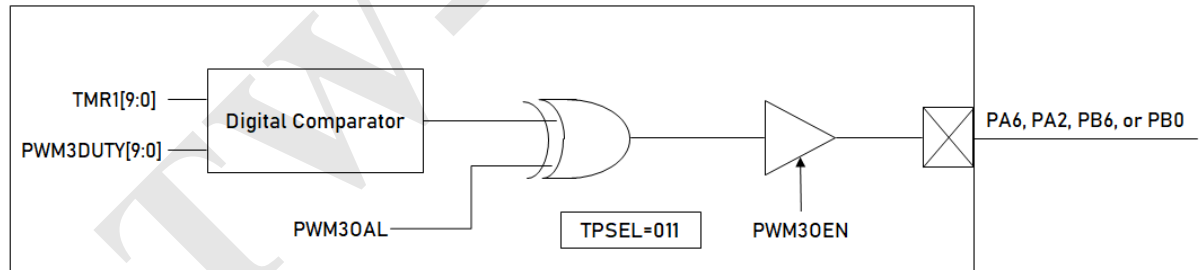 TMR1[9:0]
PWM3DUTY[9:0]
Digital Comparator
PWM3OAL
TPSEL=011
PWM3OEN
PA6, PA2, PB6, or PB0